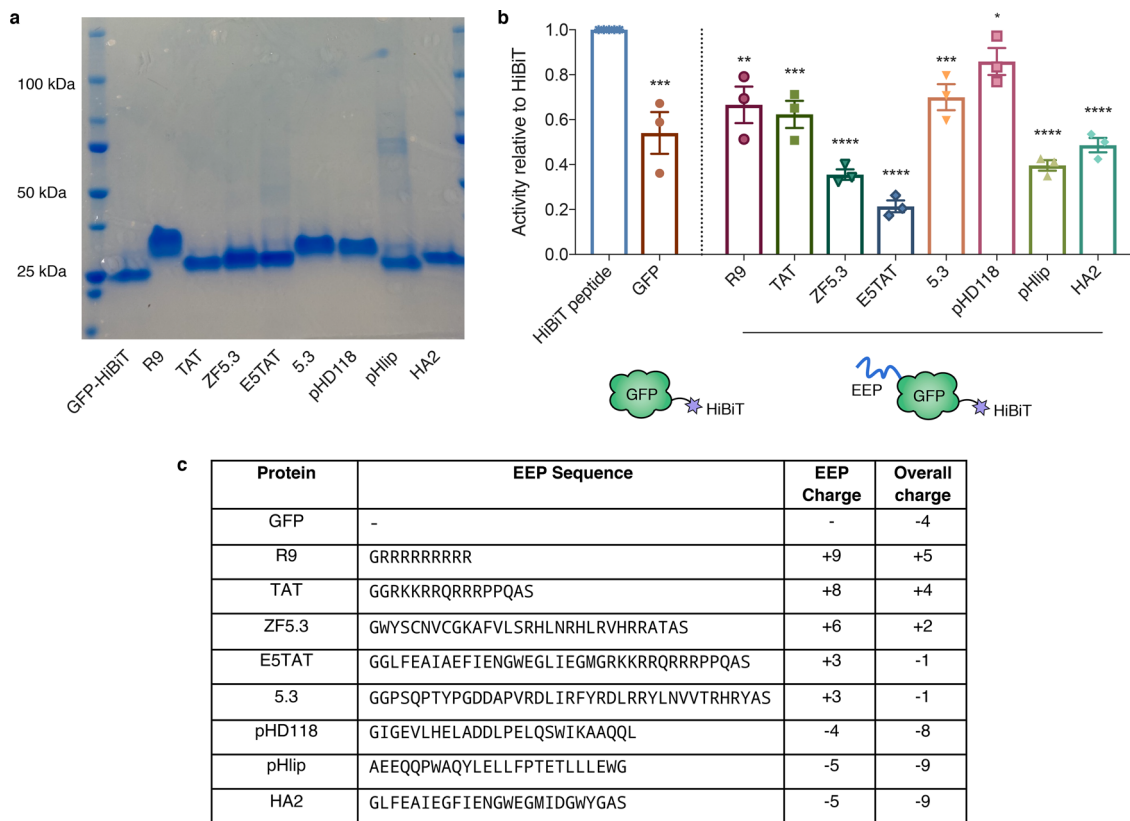 a
100 kDa
50 kDa
25 kDa
GFP-HiBiT
R9
TAT
ZF5.3
E5TAT
5.3
pHD118
pHlip
HA2
b
Activity relative to HiBiT
1.0
0.8
0.6
0.4
0.2
0.0
***
**
***
****
****
***
*
****
****
HiBiT peptide
GFP
R9
TAT
ZF5.3
E5TAT
5.3
pHD118
pHlip
HA2
GFP
HiBiT
EEP
GFP
HiBiT
c
Protein EEP Sequence EEP Charge Overall charge
GFP - - -4
R9 GRRRRRRRRR +9 +5
TAT GGRKKRRQRRRPPQAS +8 +4
ZF5.3 GWYSCNVCGKAFVLSRHLNRHLRVHRRATAS +6 +2
E5TAT GGLFEAIAEFIENGWEGLIEGMGRKKRRQRRRPPQAS +3 -1
5.3 GGPSQPTYPGDDAPVRDLIRFYRDLRRYLNVVTRHRYAS +3 -1
pHD118 GIGEVLHELADDLPELQSWIKAAQQL -4 -8
pHlip AEEQQPWAQYLELLFPTETLLLEWG -5 -9
HA2 GLFEAIEGFIENGWEGMIDGWYGAS -5 -9